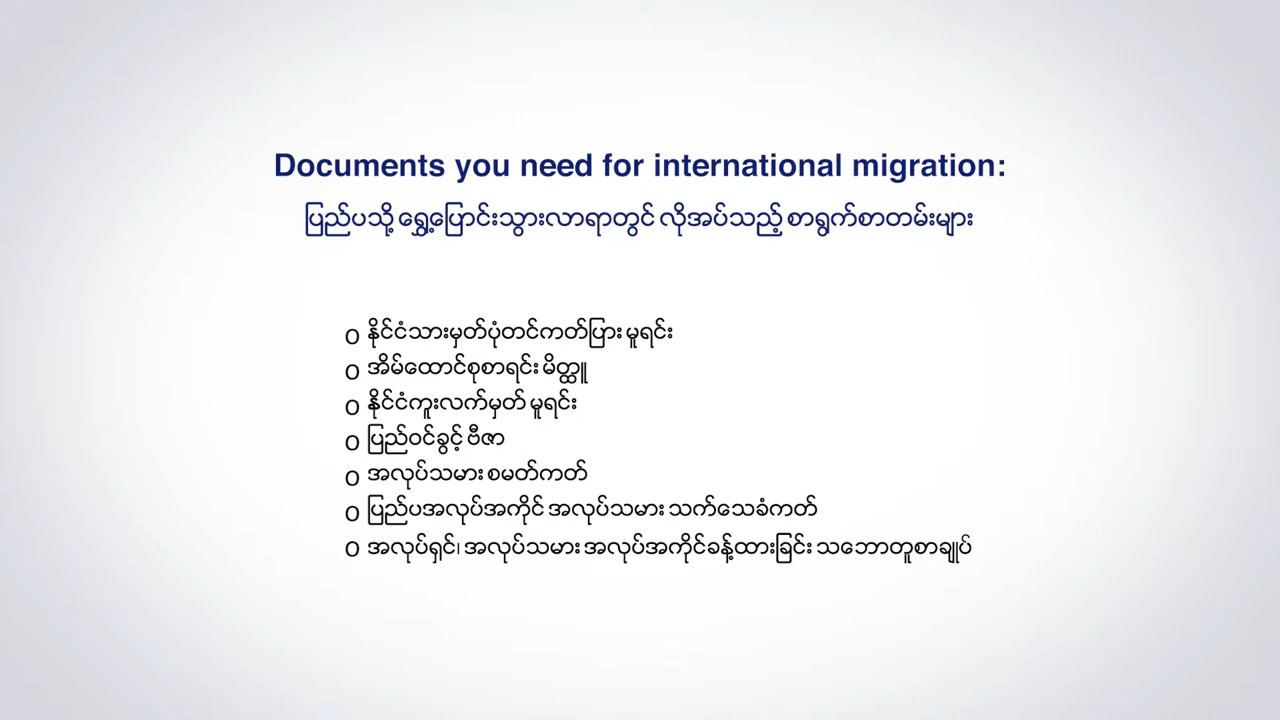 Documents you need for international migration:
ပြည်ပသို့ ရွှေ့ပြောင်းသွားလာရာတွင် လိုအပ်သည့် စာရွက်စာတမ်းများ
o နိုင်ငံသားမှတ်ပုံတင်ကတ်ပြား မူရင်း
o အိမ်ထောင်စုစာရင်း မိတ္ထူ
o နိုင်ငံကူးလက်မှတ် မူရင်း
o ပြည်ဝင်ခွင့် ဗီဇာ
o အလုပ်သမား စမတ်ကတ်
o ပြည်ပအလုပ်အကိုင် အလုပ်သမား သက်သေခံကတ်
o အလုပ်ရှင်၊ အလုပ်သမား အလုပ်အကိုင်ခန့်ထားခြင်း သဘောတူစာချုပ်